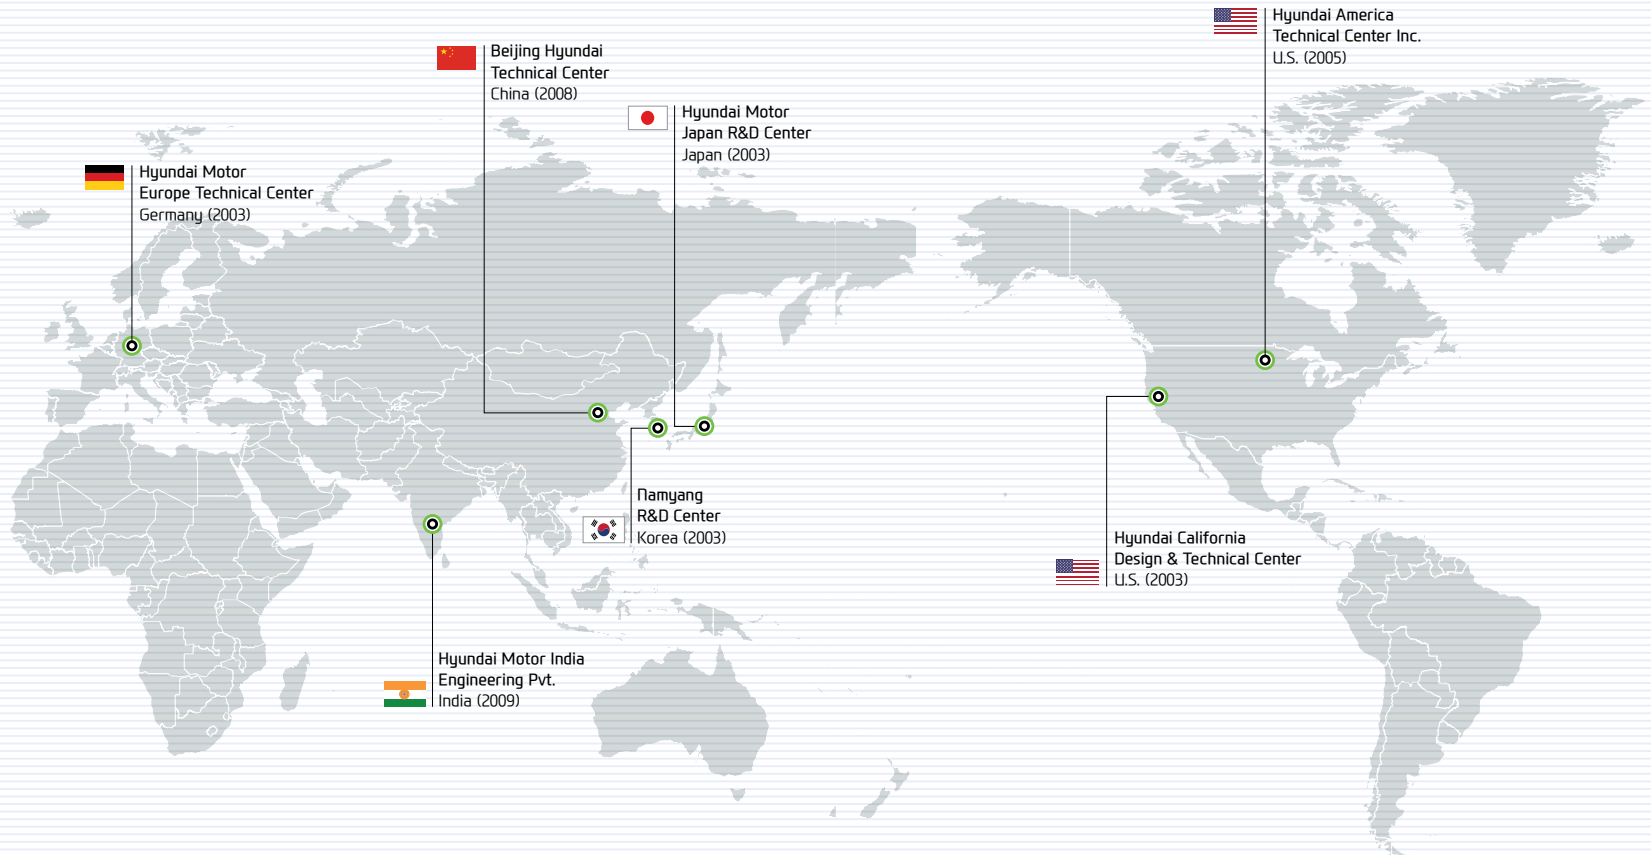 Hyundai America
Technical Center Inc.
U.S. (2005)
Beijing Hyundai
Technical Center
China (2008)
Hyundai Motor
Japan R&D Center
Japan (2003)
Hyundai Motor
Europe Technical Center
Germany (2003)
Namyang
R&D Center
Korea (2003)
Hyundai California
Design & Technical Center
U.S. (2003)
Hyundai Motor India
Engineering Pvt.
India (2009)